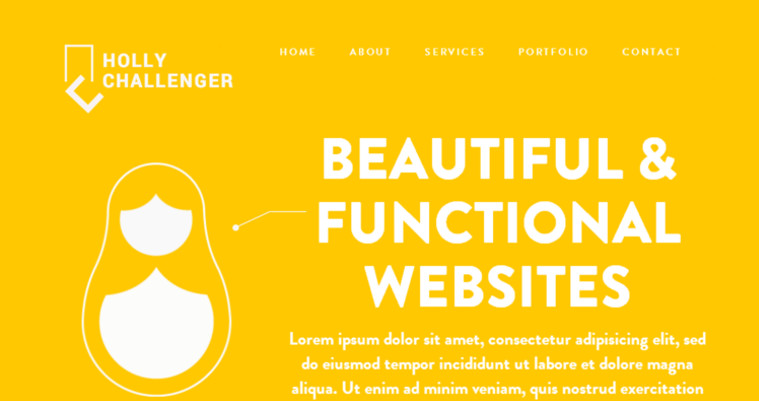 HOLLY
CHALLENGER
HOME ABOUT SERVICES PORTFOLIO CONTACT
BEAUTIFUL &
FUNCTIONAL
WEBSITES
Lorem ipsum dolor sit amet, consectetur adipisicing elit, sed
do eiusmod tempor incididunt ut labore et dolore magna
aliqua. Ut enim ad minim veniam, quis nostrud exercitation